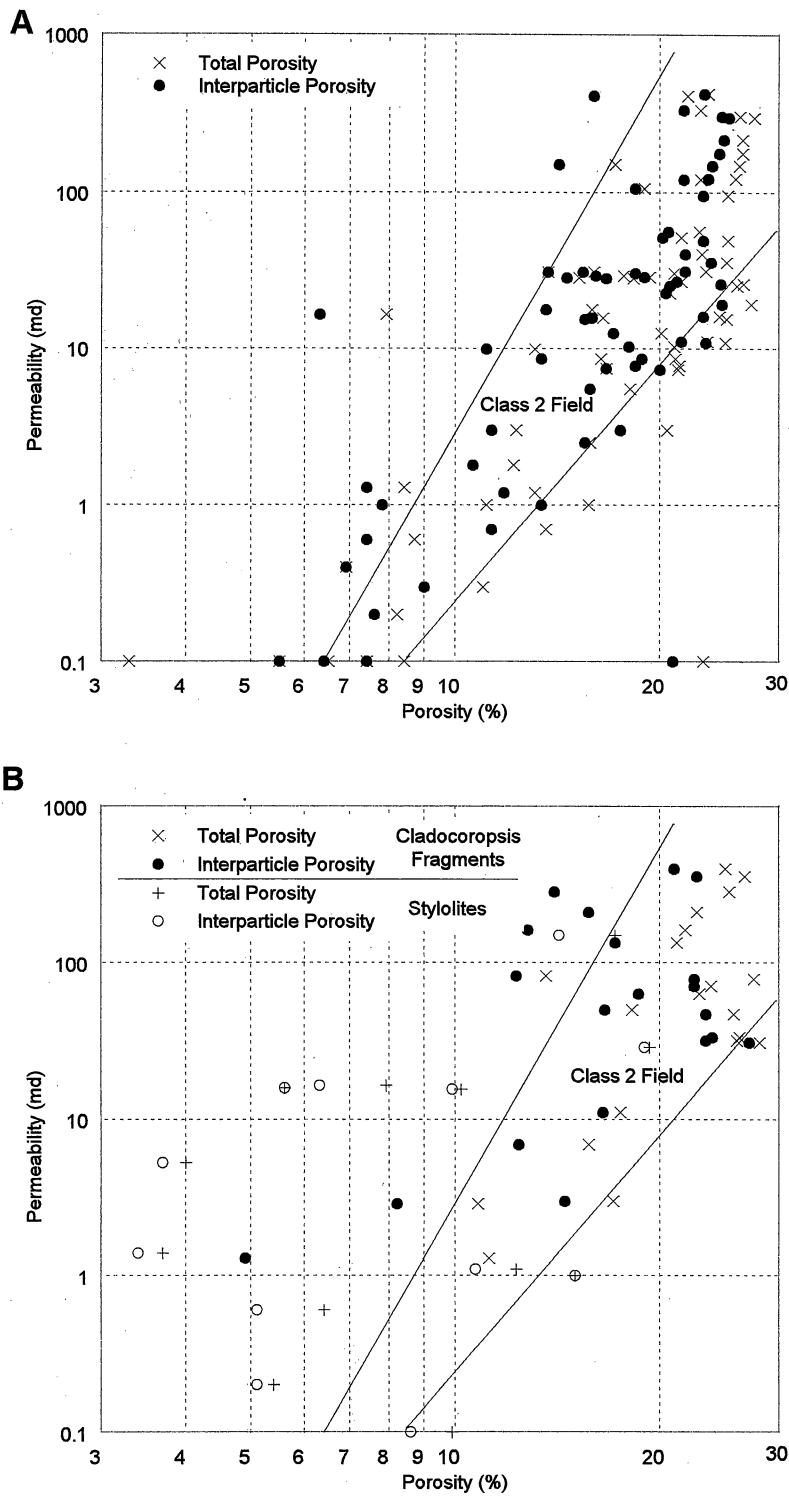 A
1000
× Total Porosity
● Interparticle Porosity
100
10
1
0.1
Class 2 Field
Permeability (md)
3 4 5 6 7 8 9 10 20 30
Porosity (%)
B
1000
× Total Porosity
● Interparticle Porosity
Cladocoropsis
Fragments
+ Total Porosity
○ Interparticle Porosity
Stylolites
100
10
1
0.1
Class 2 Field
Permeability (md)
3 4 5 6 7 8 9 10 20 30
Porosity (%)